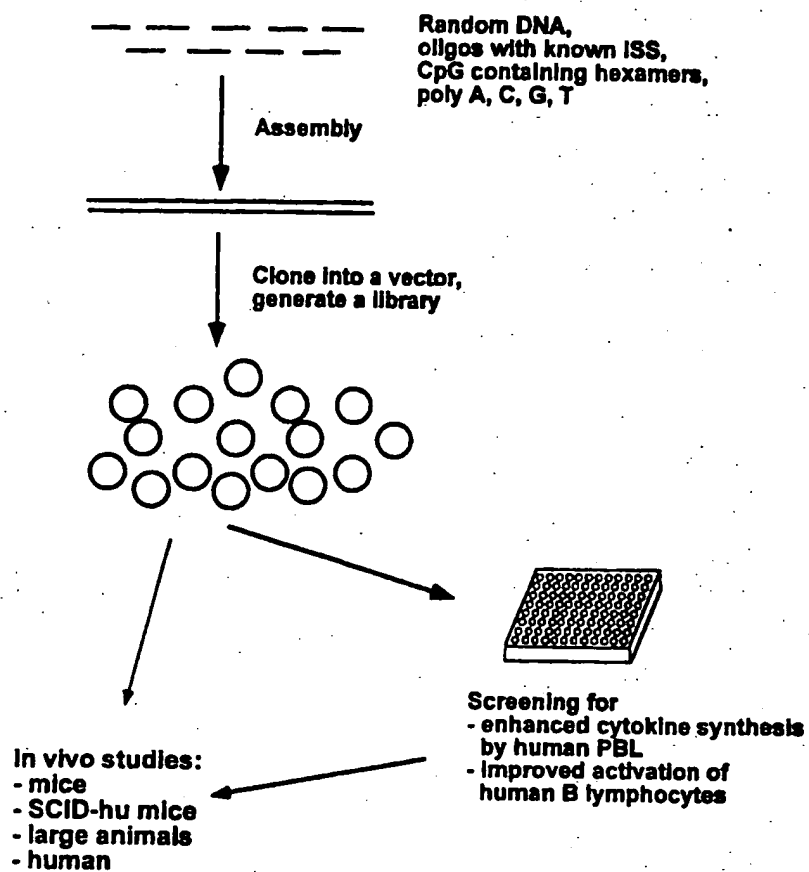 Random DNA,
oligos with known ISS,
CpG containing hexamers,
poly A, C, G, T
Assembly
Clone into a vector,
generate a library
Screening for
- enhanced cytokine synthesis
by human PBL
- improved activation of
human B lymphocytes
In vivo studies:
- mice
- SCID-hu mice
- large animals
- human